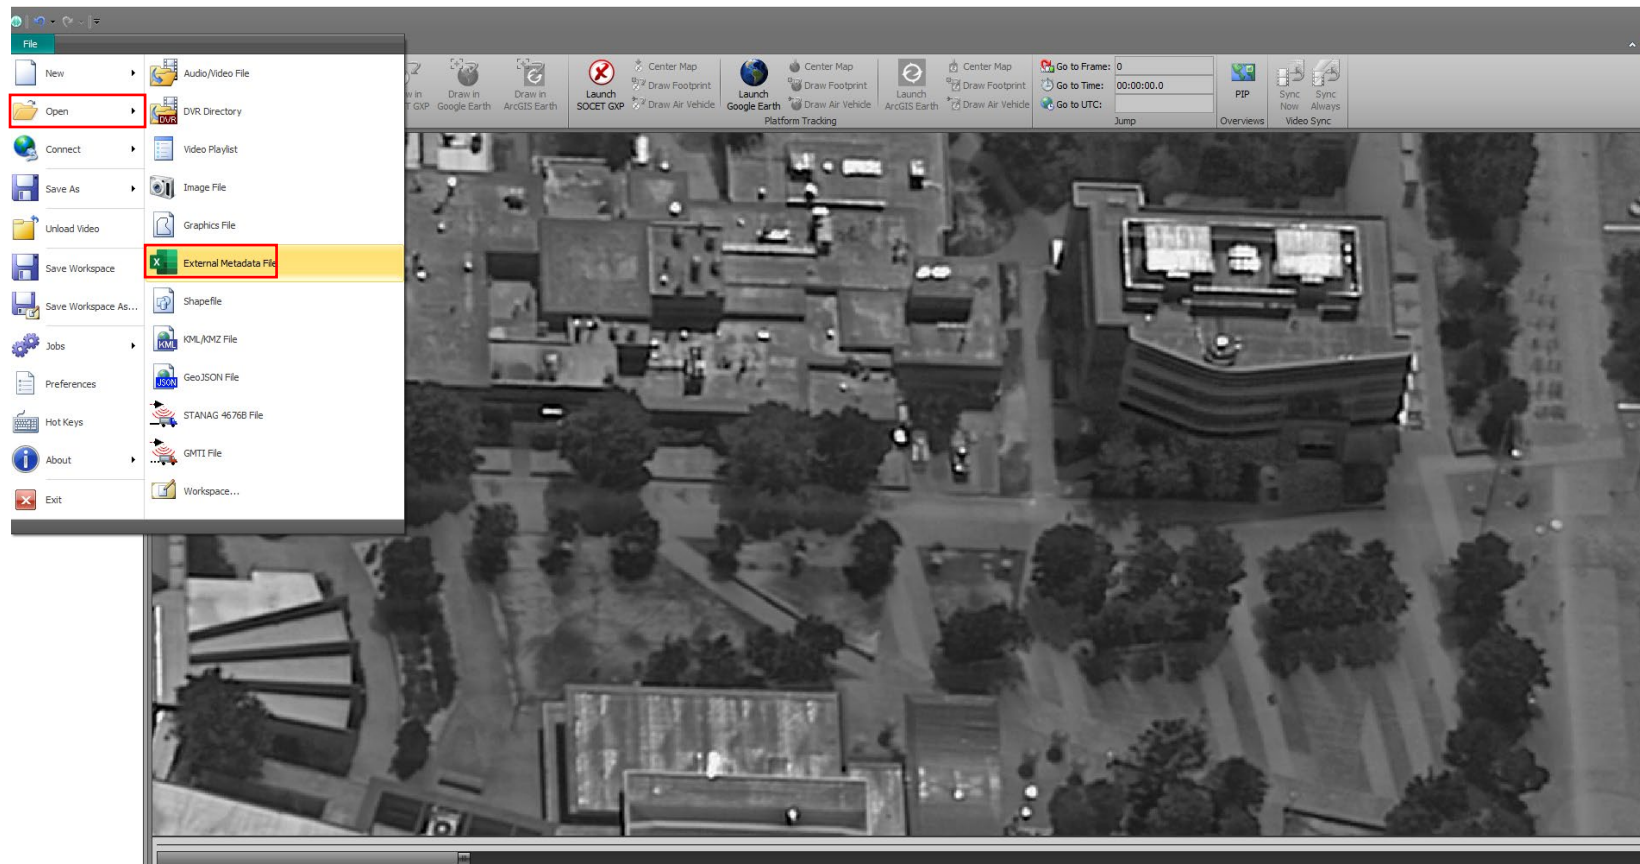 File
New
Open
Connect
Save As
Unload Video
Save Workspace
Save Workspace As...
Jobs
Preferences
Hot Keys
About
Exit
Audio/Video File
DVR
DVR Directory
Video Playlist
Image File
Graphics File
External Metadata File
Shapefile
KML
KML/KMZ File
JSON
GeoJSON File
STANAG 4676B File
GMTI File
Workspace...
GXP
Draw in
Google Earth
Draw in
ArcGIS Earth
Launch
SOCET GXP
Center Map
Draw Footprint
Draw Air Vehicle
Launch
Google Earth
Center Map
Draw Footprint
Draw Air Vehicle
Launch
ArcGIS Earth
Center Map
Draw Footprint
Draw Air Vehicle
Platform Tracking
Go to Frame: 0
Go to Time: 00:00:00.0
Go to UTC:
Jump
PIP
Overviews
Sync
Now
Sync
Always
Video Sync